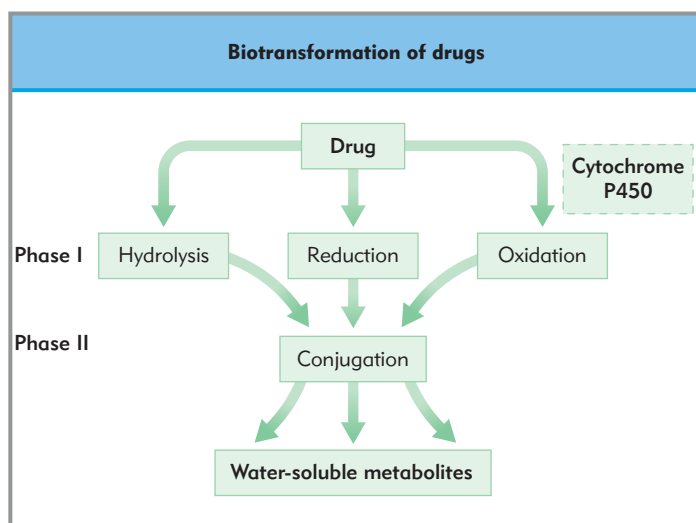 Biotransformation of drugs
Drug
Cytochrome
P450
Phase I
Hydrolysis
Reduction
Oxidation
Phase II
Conjugation
Water-soluble metabolites